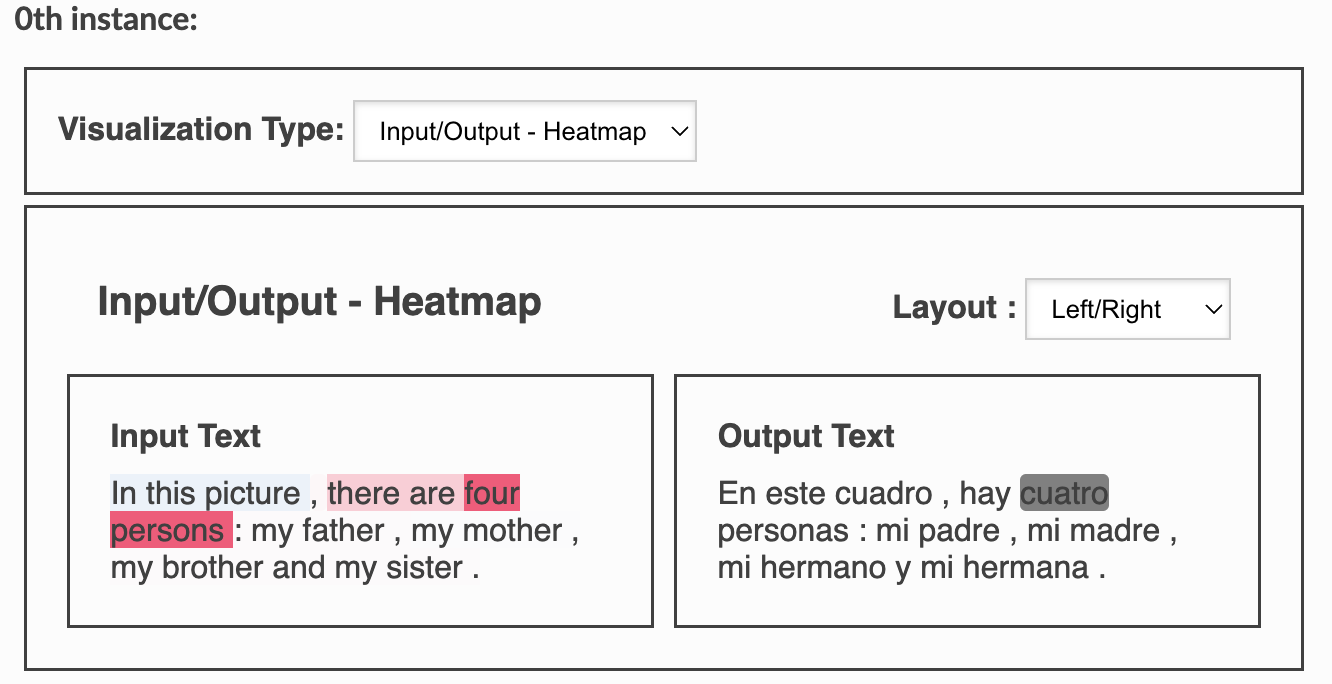 0th instance:
Visualization Type: Input/Output - Heatmap
Input/Output - Heatmap
Layout : Left/Right
Input Text
In this picture , there are four
persons : my father , my mother ,
my brother and my sister .
Output Text
En este cuadro , hay cuatro
personas : mi padre , mi madre ,
mi hermano y mi hermana .